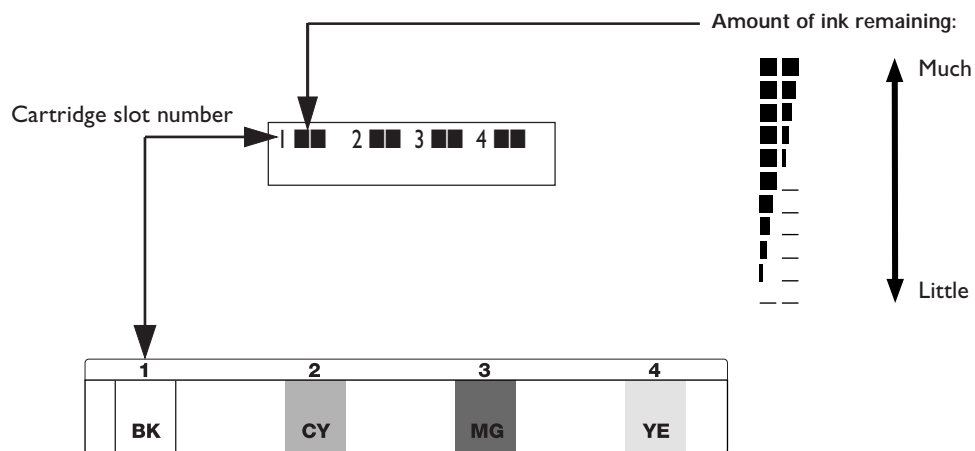 Amount of ink remaining:
Much
Cartridge slot number
1 ■■ 2 ■■ 3 ■■ 4 ■■
Little
1 2 3 4
BK CY MG YE